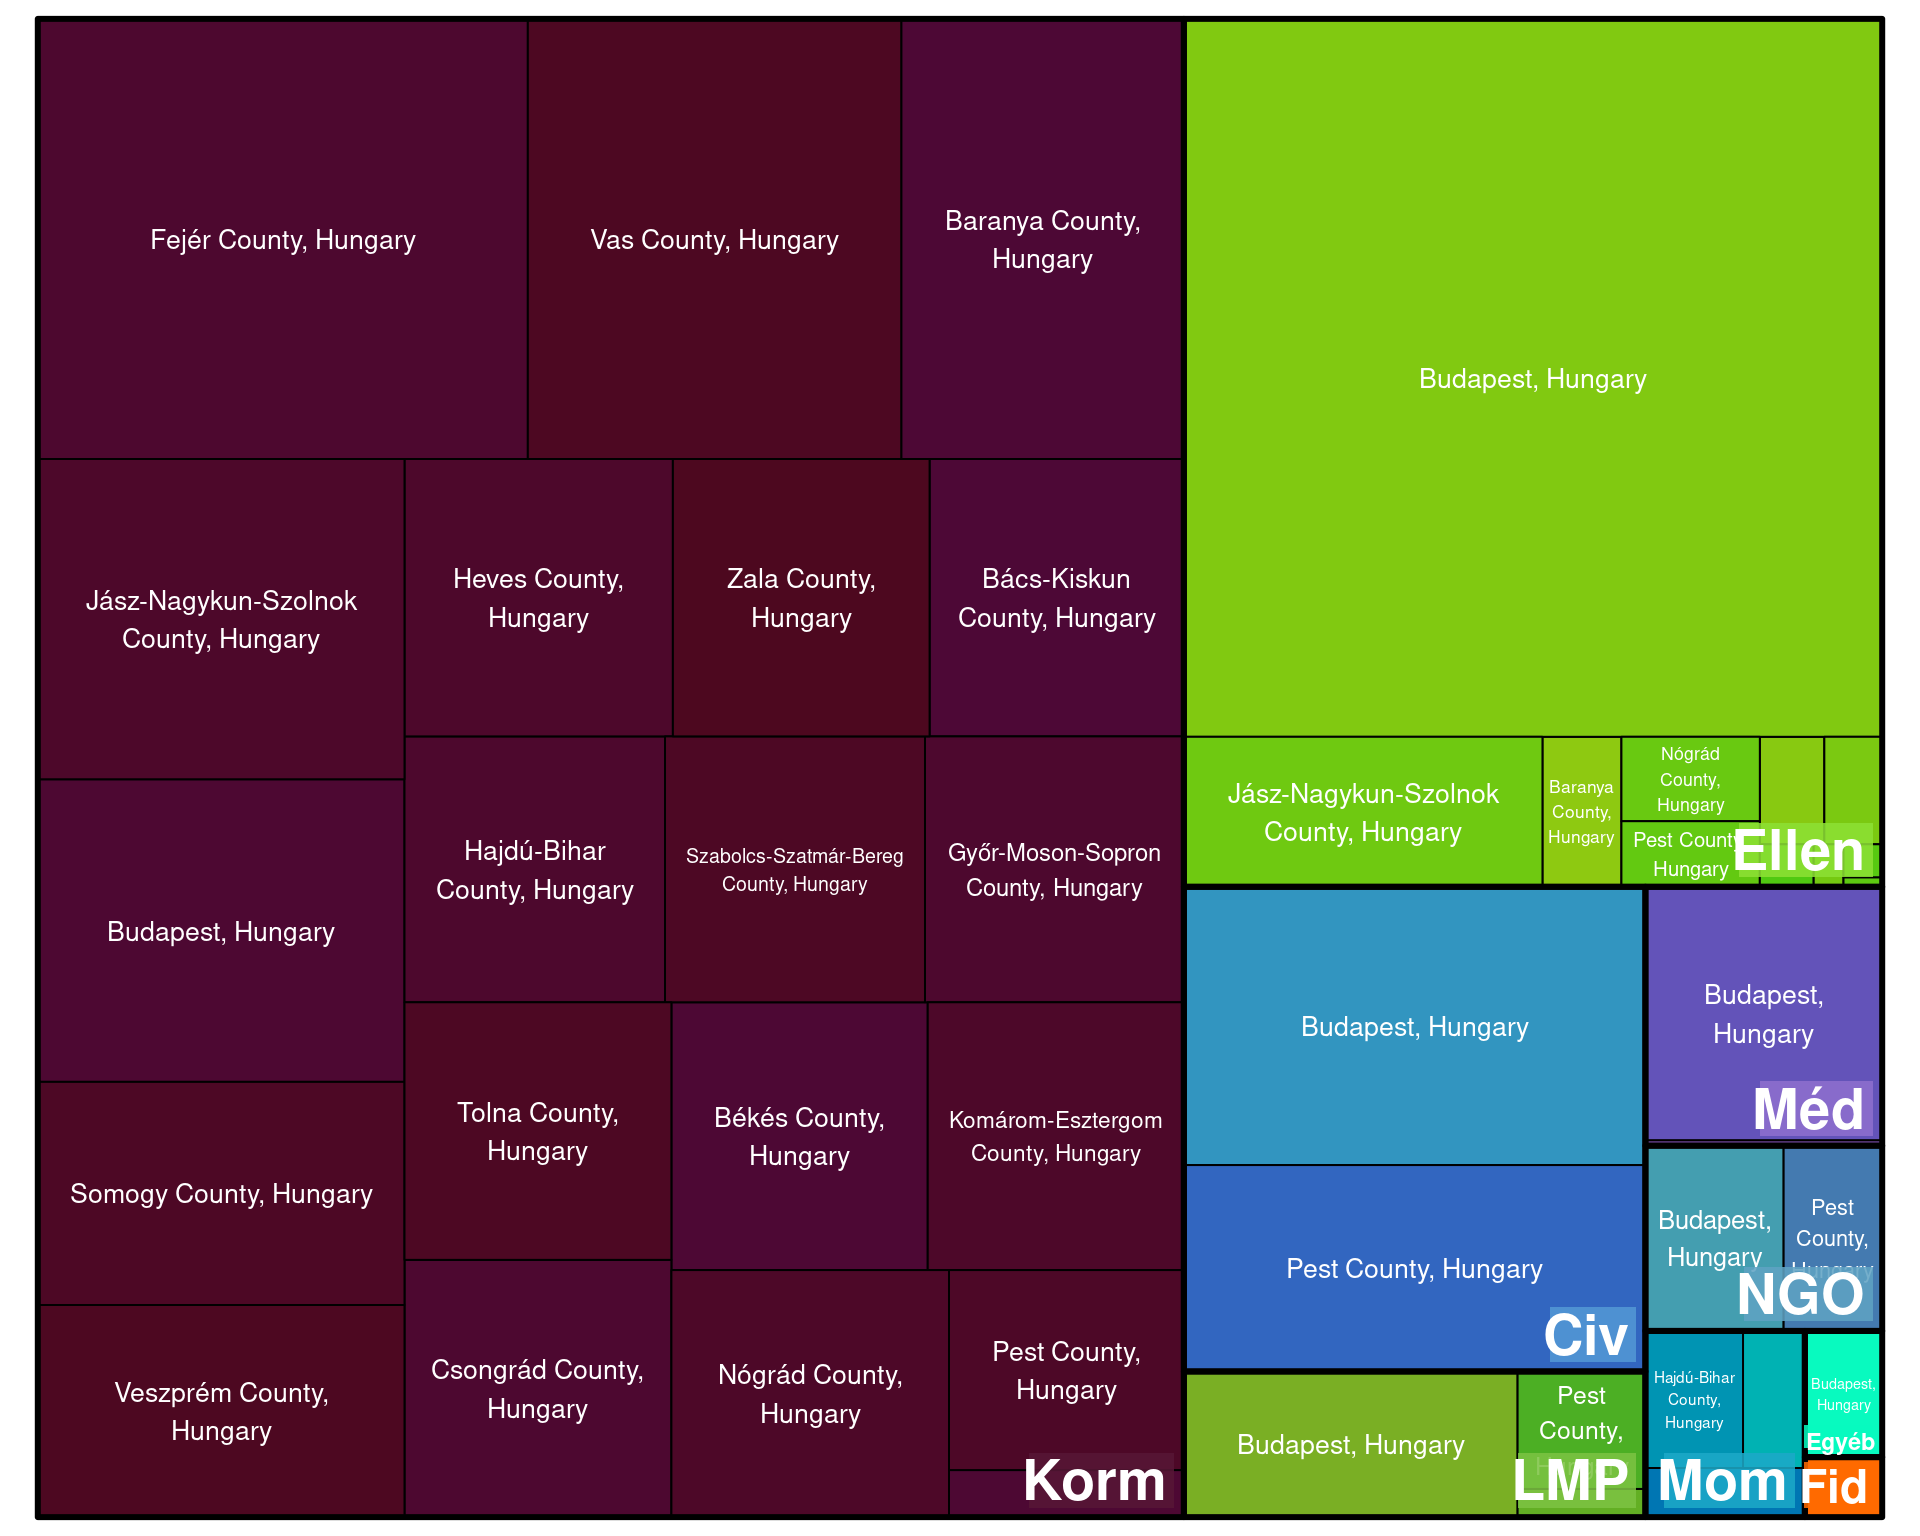 Fejér County, Hungary
Vas County, Hungary
Baranya County,
Hungary
Jász-Nagykun-Szolnok
County, Hungary
Heves County,
Hungary
Zala County,
Hungary
Bács-Kiskun
County, Hungary
Budapest, Hungary
Hajdú-Bihar
County, Hungary
Szabolcs-Szatmár-Bereg
County, Hungary
Győr-Moson-Sopron
County, Hungary
Somogy County, Hungary
Tolna County,
Hungary
Békés County,
Hungary
Komárom-Esztergom
County, Hungary
Veszprém County,
Hungary
Csongrád County,
Hungary
Nógrád County,
Hungary
Pest County,
Hungary
Korm
Budapest, Hungary
Jász-Nagykun-Szolnok
County, Hungary
Baranya
County,
Hungary
Nógrád
County,
Hungary
Pest County,
Hungary
Ellen
Budapest, Hungary
Pest County, Hungary
Civ
Budapest,
Hungary
Méd
Budapest,
Hungary
Pest
County,
Hungary
NGO
Budapest, Hungary
Pest
County,
Hungary
LMP
Hajdú-Bihar
County,
Hungary
Mom
Budapest,
Hungary
Egyéb
Fid